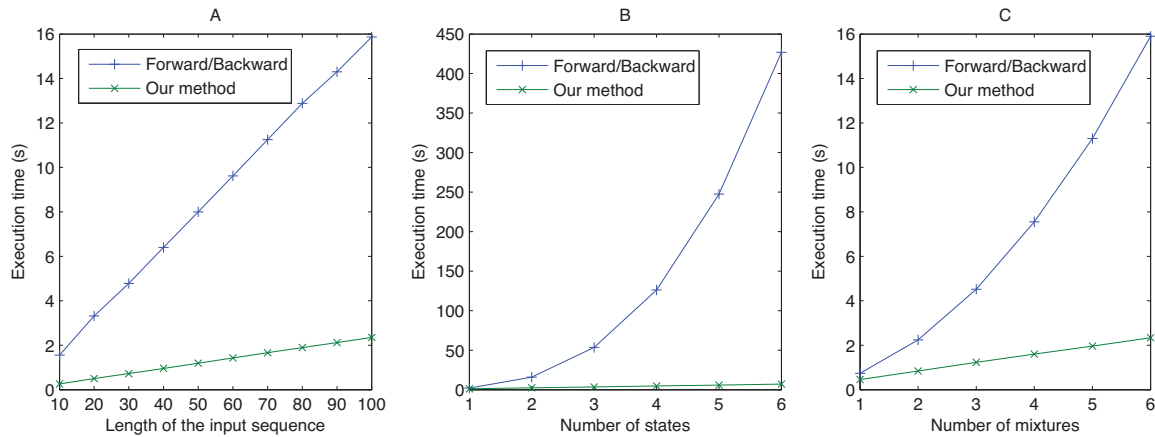 A
16
14
12
10
8
6
4
2
0
Execution time (s)
Forward/Backward
Our method
10 20 30 40 50 60 70 80 90 100
Length of the input sequence
B
450
400
350
300
250
200
150
100
50
0
Execution time (s)
Forward/Backward
Our method
1 2 3 4 5 6
Number of states
C
16
14
12
10
8
6
4
2
0
Execution time (s)
Forward/Backward
Our method
1 2 3 4 5 6
Number of mixtures